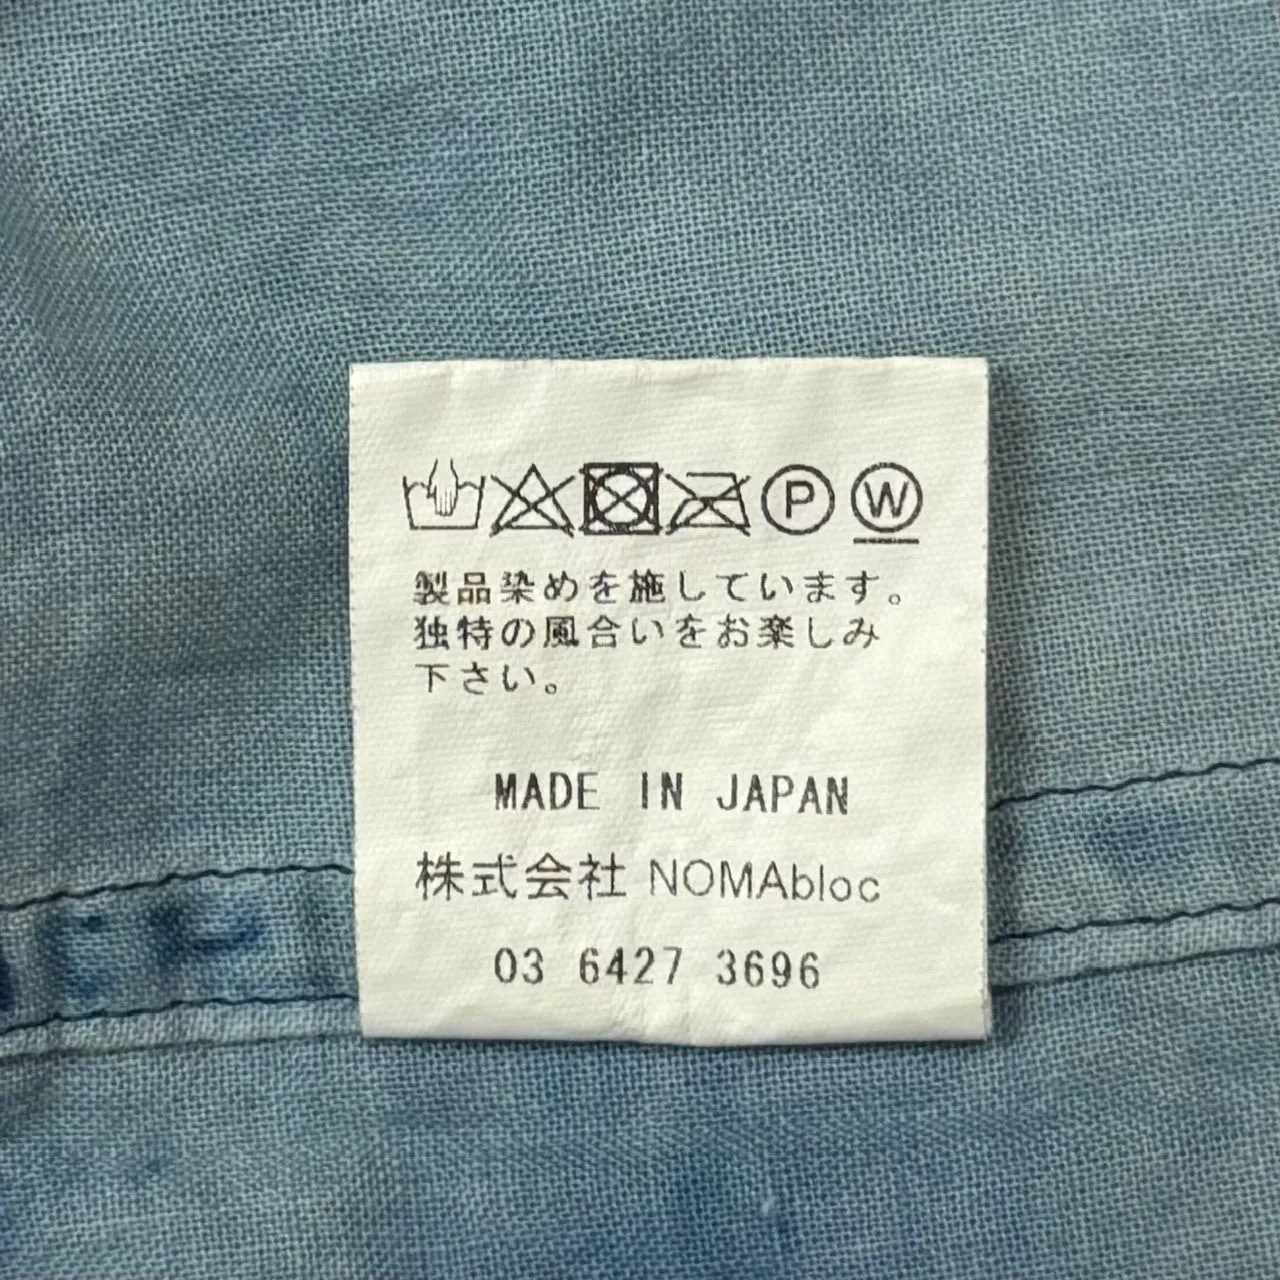 P W
製品染めを施しています。
独特の風合いをお楽しみ
下さい。
MADE IN JAPAN
株式会社 NOMAbloc
03 6427 3696